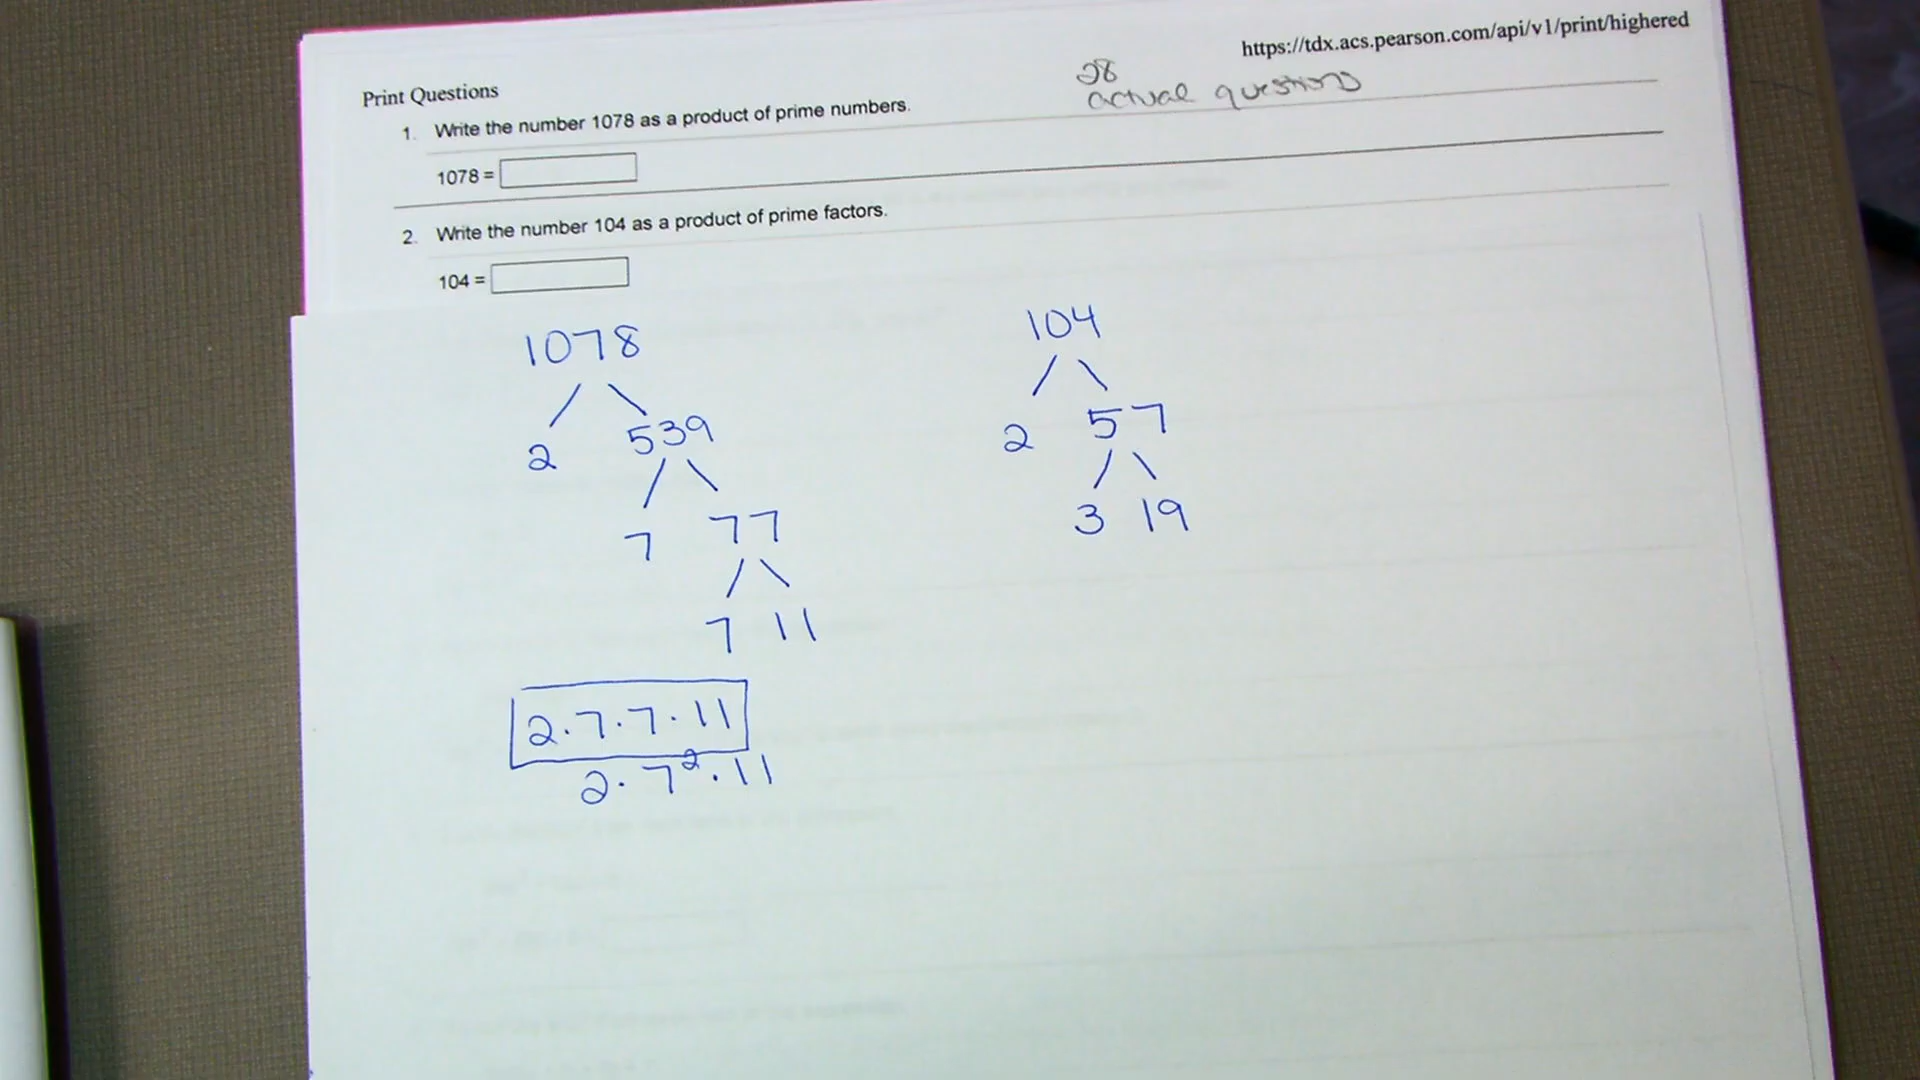 https://tdx.acs.pearson.com/api/v1/print/highered
Print Questions
28
actual questions
1. Write the number 1078 as a product of prime numbers.
1078 =
2. Write the number 104 as a product of prime factors.
104 =
1078
2 539
7 77
7 11
2·7·7·11
2·7²·11
104
2 57
3 19